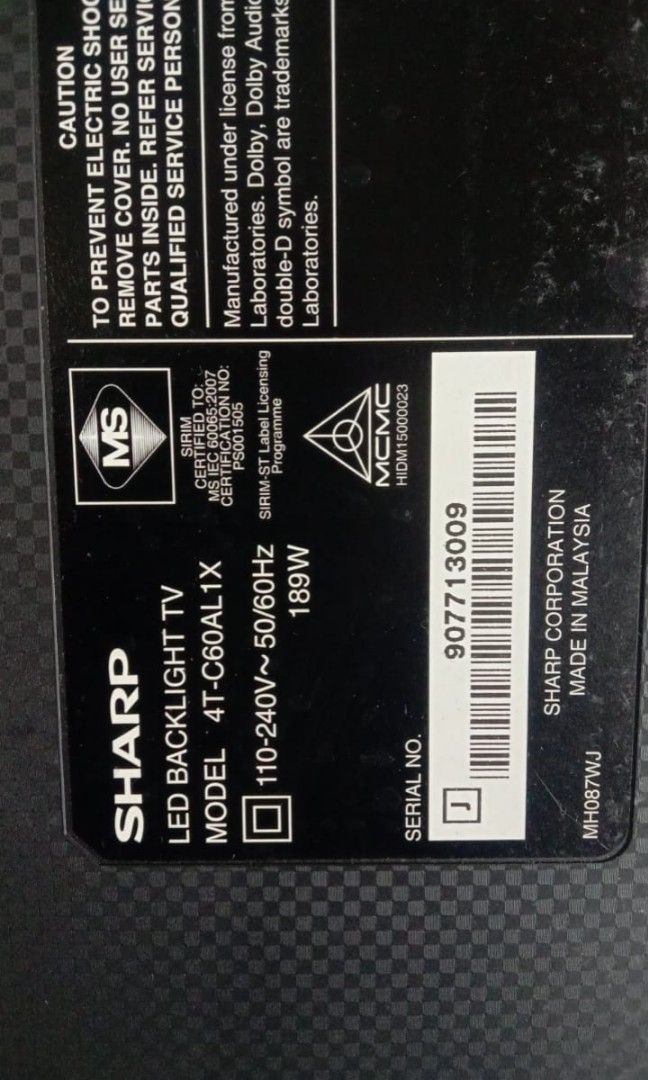 SHARP
LED BACKLIGHT TV
MODEL 4T-C60AL1X
110-240V~ 50/60Hz
189W
MS
SIRIM
CERTIFIED TO:
MS IEC 60065:2007
CERTIFICATION NO:
PS001505
SIRIM-ST Label Licensing
Programme
MCMC
HIDM15000023
SERIAL NO.
J
907713009
SHARP CORPORATION
MADE IN MALAYSIA
MH087WJ
CAUTION
TO PREVENT ELECTRIC SHOC
REMOVE COVER. NO USER SE
PARTS INSIDE. REFER SERVIC
QUALIFIED SERVICE PERSON
Manufactured under license from
Laboratories. Dolby, Dolby Audio
double-D symbol are trademarks
Laboratories.